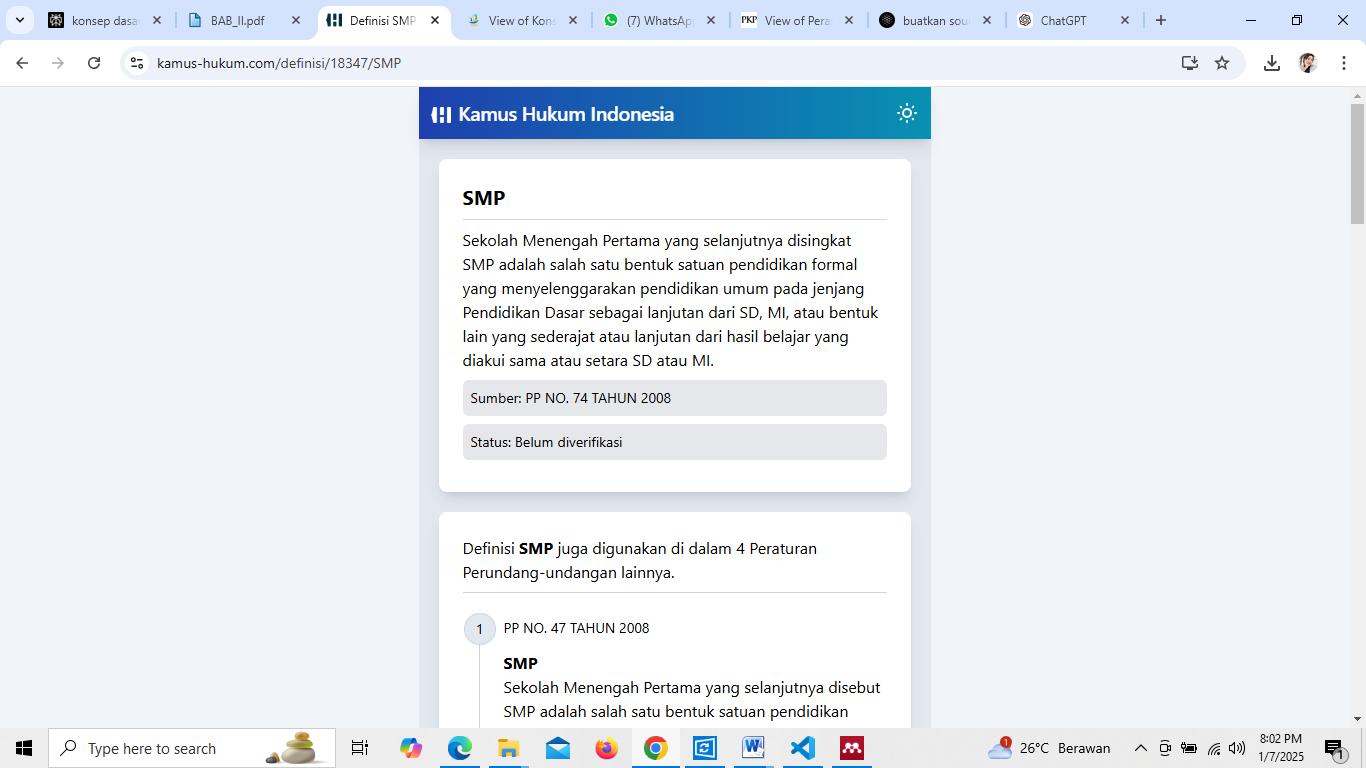 konsep dasa
BAB_II.pdf
Definisi SMP
View of Kons
(7) WhatsApp
View of Pera
buatkan sou
ChatGPT
kamus-hukum.com/definisi/18347/SMP
Kamus Hukum Indonesia
SMP
Sekolah Menengah Pertama yang selanjutnya disingkat
SMP adalah salah satu bentuk satuan pendidikan formal
yang menyelenggarakan pendidikan umum pada jenjang
Pendidikan Dasar sebagai lanjutan dari SD, MI, atau bentuk
lain yang sederajat atau lanjutan dari hasil belajar yang
diakui sama atau setara SD atau MI.
Sumber: PP NO. 74 TAHUN 2008
Status: Belum diverifikasi
Definisi SMP juga digunakan di dalam 4 Peraturan
Perundang-undangan lainnya.
1 PP NO. 47 TAHUN 2008
SMP
Sekolah Menengah Pertama yang selanjutnya disebut
SMP adalah salah satu bentuk satuan pendidikan
Type here to search
26°C Berawan
8:02 PM
1/7/2025